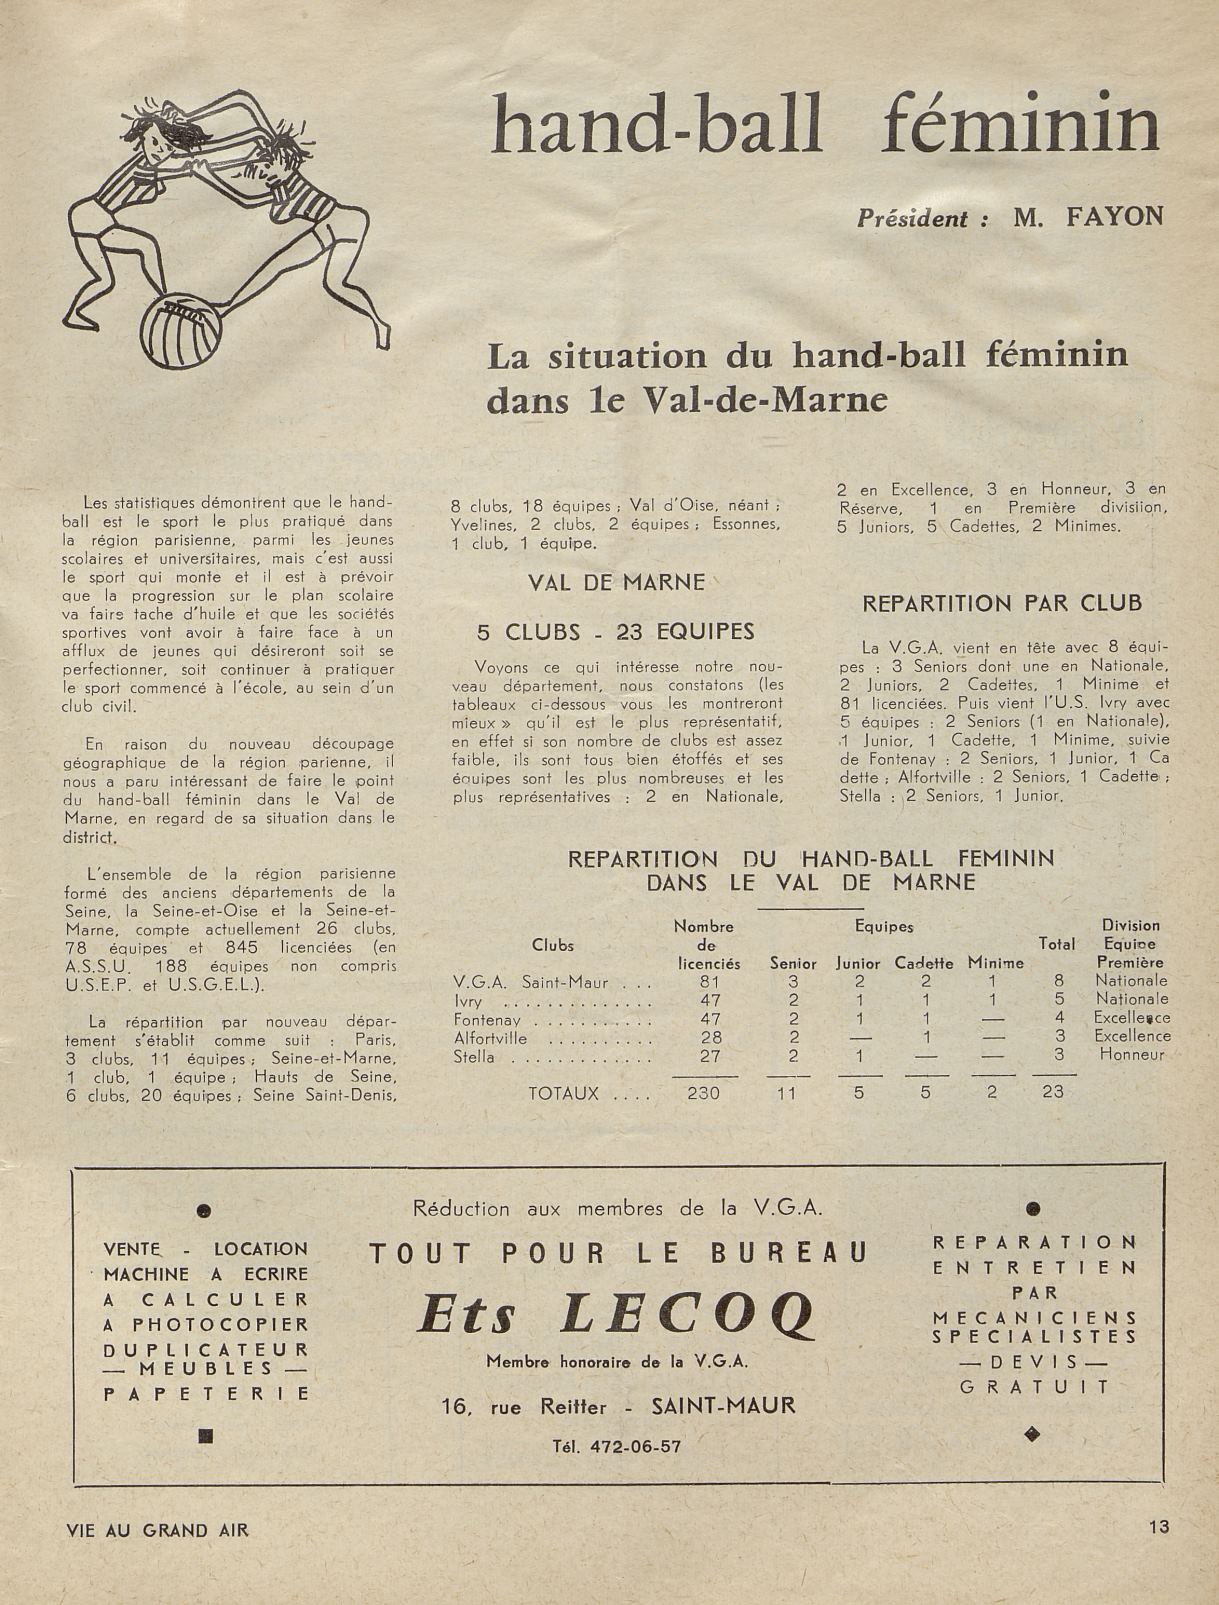 hand-ball féminin
Président : M. FAYON
La situation du hand-ball féminin
dans le Val-de-Marne
Les statistiques démontrent que le hand-
ball est le sport le plus pratiqué dans
la région parisienne, parmi les jeunes
scolaires et universitaires, mais c'est aussi
le sport qui monte et il est à prévoir
que la progression sur le plan scolaire
va faire tache d'huile et que les sociétés
sportives vont avoir à faire face à un
afflux de jeunes qui désireront soit se
perfectionner, soit continuer à pratiquer
le sport commencé à l'école, au sein d'un
club civil.
En raison du nouveau découpage
géographique de la région parienne, il
nous a paru intéressant de faire le point
du hand-ball féminin dans le Val de
Marne, en regard de sa situation dans le
district.
L'ensemble de la région parisienne
formé des anciens départements de la
Seine, la Seine-et-Oise et la Seine-et-
Marne, compte actuellement 26 clubs,
78 équipes et 845 licenciées (en
A.S.S.U. 188 équipes non compris
U.S.E.P. et U.S.G.E.L.).
La répartition par nouveau dépar-
tement s'établit comme suit : Paris,
3 clubs, 11 équipes ; Seine-et-Marne,
1 club, 1 équipe ; Hauts de Seine,
6 clubs, 20 équipes ; Seine Saint-Denis,
8 clubs, 18 équipes ; Val d'Oise, néant ;
Yvelines, 2 clubs, 2 équipes ; Essonnes,
1 club, 1 équipe.
VAL DE MARNE
5 CLUBS - 23 EQUIPES
Voyons ce qui intéresse notre nou-
veau département, nous constatons (les
tableaux ci-dessous vous les montreront
mieux » qu'il est le plus représentatif,
en effet si son nombre de clubs est assez
faible, ils sont tous bien étoffés et ses
équipes sont les plus nombreuses et les
plus représentatives : 2 en Nationale,
2 en Excellence, 3 en Honneur, 3 en
Réserve, 1 en Première divisiion,
5 Juniors, 5 Cadettes, 2 Minimes.
REPARTITION PAR CLUB
La V.G.A. vient en tête avec 8 équi-
pes : 3 Seniors dont une en Nationale,
2 Juniors, 2 Cadettes, 1 Minime et
81 licenciées. Puis vient l'U.S. Ivry avec
5 équipes : 2 Seniors (1 en Nationale),
1 Junior, 1 Cadette, 1 Minime, suivie
de Fontenay : 2 Seniors, 1 Junior, 1 Ca
dette ; Alfortville : 2 Seniors, 1 Cadette ;
Stella : 2 Seniors, 1 Junior.
REPARTITION DU HAND-BALL FEMININ
DANS LE VAL DE MARNE
Clubs Nombre de licenciés Equipes Senior Junior Cadette Minime Total Division Equipe Première
V.G.A. Saint-Maur . . . 81 3 2 2 1 8 Nationale
Ivry . . . . . . . . . . . . . . 47 2 1 1 1 5 Nationale
Fontenay . . . . . . . . . . . 47 2 1 1 — 4 Excellence
Alfortville . . . . . . . . . . 28 2 — 1 — 3 Excellence
Stella . . . . . . . . . . . . . 27 2 1 — — 3 Honneur
TOTAUX . . . . 230 11 5 5 2 23
VENTE - LOCATION
MACHINE A ECRIRE
A CALCULER
A PHOTOCOPIER
DUPLICATEUR
— MEUBLES —
PAPETERIE
Réduction aux membres de la V.G.A.
TOUT POUR LE BUREAU
Ets LECOQ
Membre honoraire de la V.G.A.
16, rue Reitter - SAINT-MAUR
Tél. 472-06-57
REPARATION
ENTRETIEN
PAR
MECANICIENS
SPECIALISTES
— DEVIS —
GRATUIT
VIE AU GRAND AIR
13